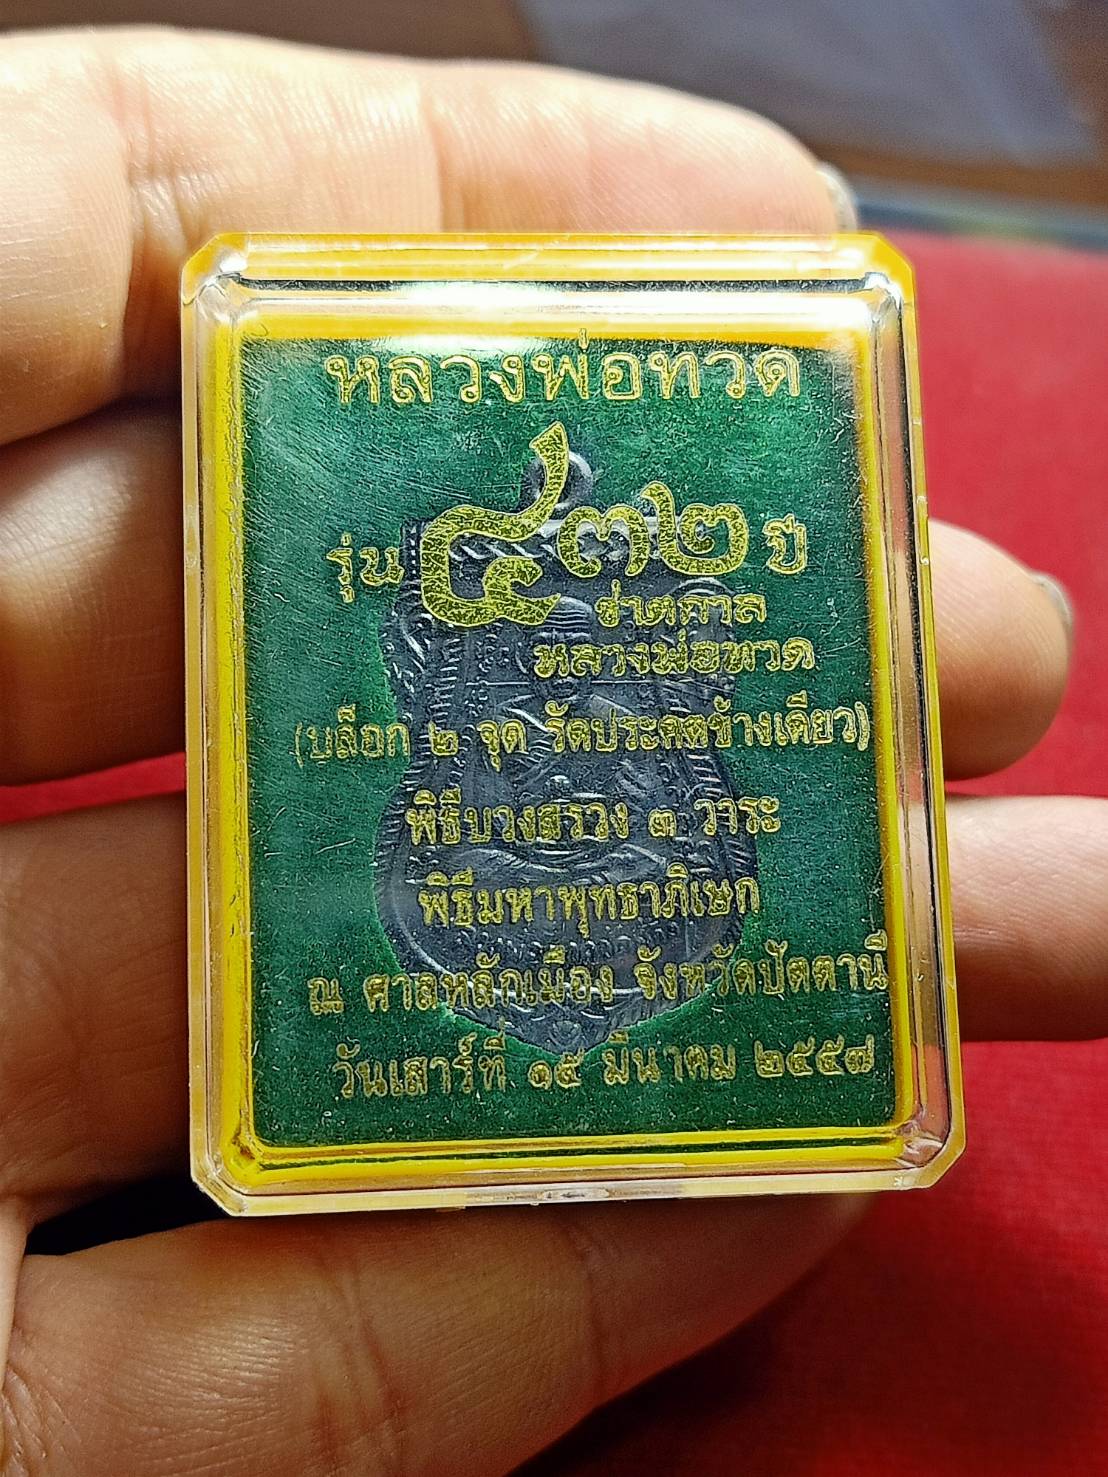 หลวงพ่อทวด
รุ่น ๔๓๒ ปี
ชาตกาล
หลวงพ่อทวด
(บล็อก ๒ จุด รัดประคตข้างเดียว)
พิธีบวงสรวง ๓ วาระ
พิธีมหาพุทธาภิเษก
ณ ศาลหลักเมือง จังหวัดปัตตานี
วันเสาร์ที่ ๑๕ มีนาคม ๒๕๕๗